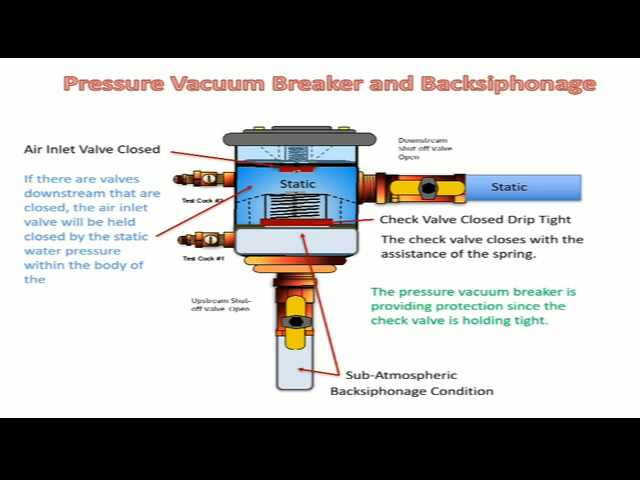 Pressure Vacuum Breaker and Backsiphonage
Air Inlet Valve Closed
If there are valves
downstream that are
closed, the air inlet
valve will be held
closed by the static
water pressure
within the body of
the
Downstream
Shut off Valve
Open
Static
Static
Test Cock #2
Test Cock #1
Check Valve Closed Drip Tight
The check valve closes with the
assistance of the spring.
The pressure vacuum breaker is
providing protection since the
check valve is holding tight.
Upstream Shut-
off Valve Open
Sub-Atmospheric
Backsiphonage Condition